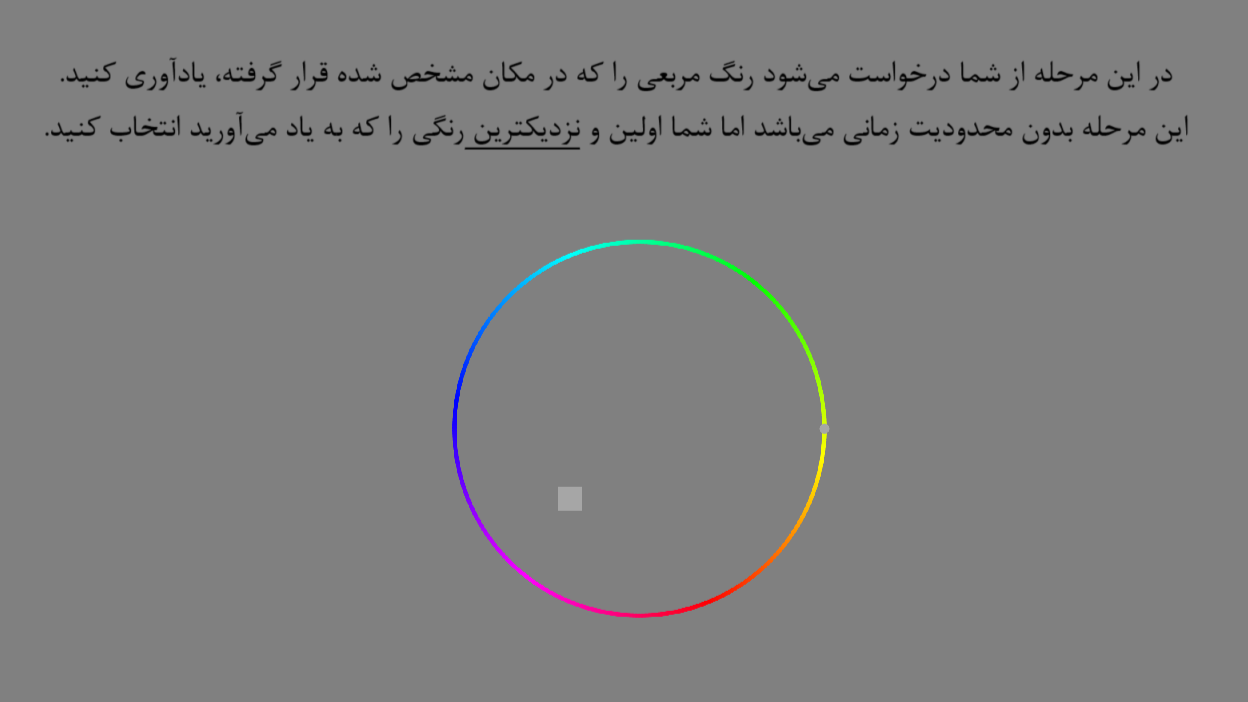 در این مرحله از شما درخواست می‌شود رنگ مربعی را که در مکان مشخص شده قرار گرفته، یادآوری کنید.
این مرحله بدون محدودیت زمانی می‌باشد اما شما اولین و نزدیکترین رنگی را که به یاد می‌آورید انتخاب کنید.